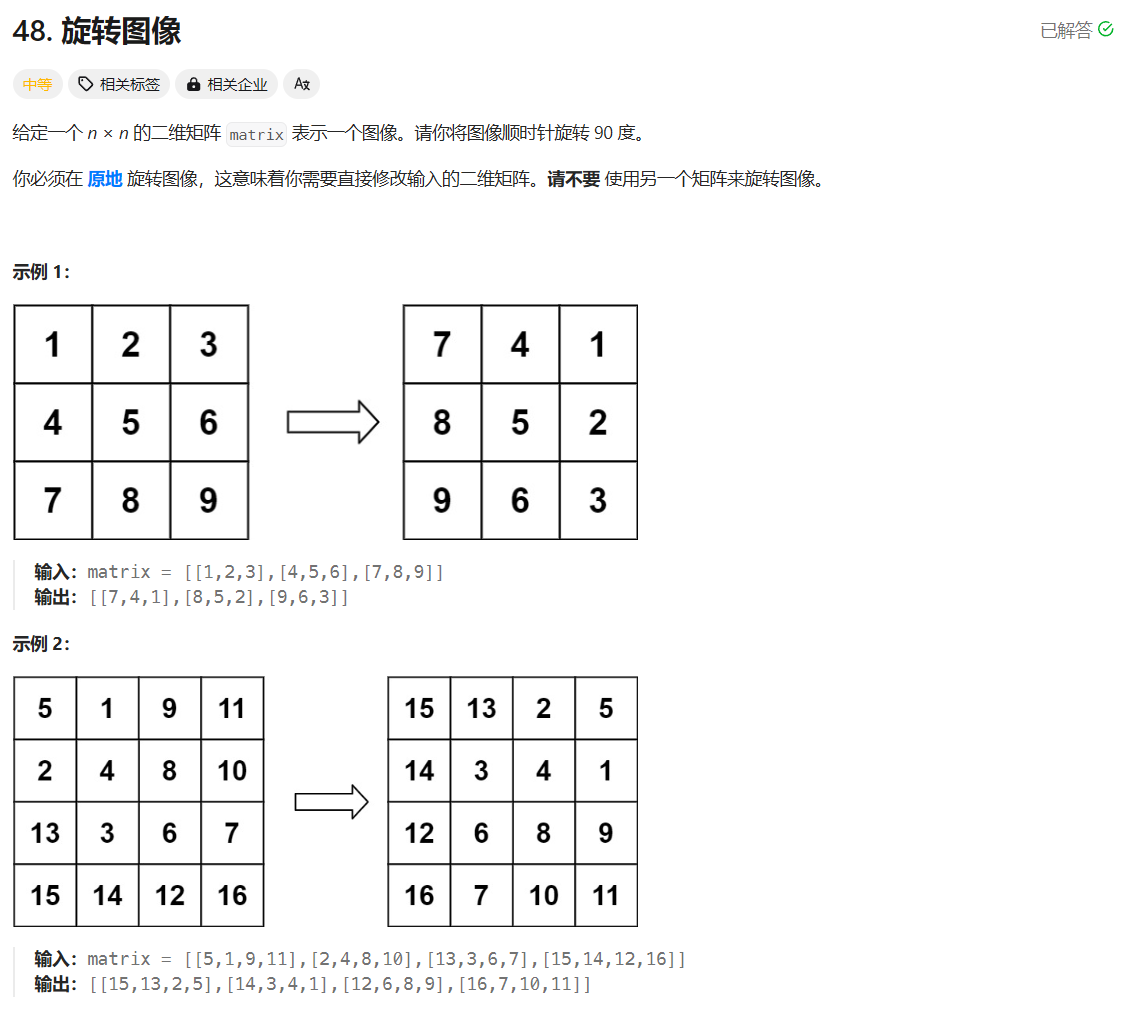 48. 旋转图像
已解答
中等 相关标签 相关企业 Ax
给定一个 n × n 的二维矩阵 matrix 表示一个图像。请你将图像顺时针旋转 90 度。
你必须在 原地 旋转图像，这意味着你需要直接修改输入的二维矩阵。请不要 使用另一个矩阵来旋转图像。
示例 1：
1 2 3 7 4 1
4 5 6 8 5 2
7 8 9 9 6 3
输入：matrix = [[1,2,3],[4,5,6],[7,8,9]]
输出：[[7,4,1],[8,5,2],[9,6,3]]
示例 2：
5 1 9 11 15 13 2 5
2 4 8 10 14 3 4 1
13 3 6 7 12 6 8 9
15 14 12 16 16 7 10 11
输入：matrix = [[5,1,9,11],[2,4,8,10],[13,3,6,7],[15,14,12,16]]
输出：[[15,13,2,5],[14,3,4,1],[12,6,8,9],[16,7,10,11]]